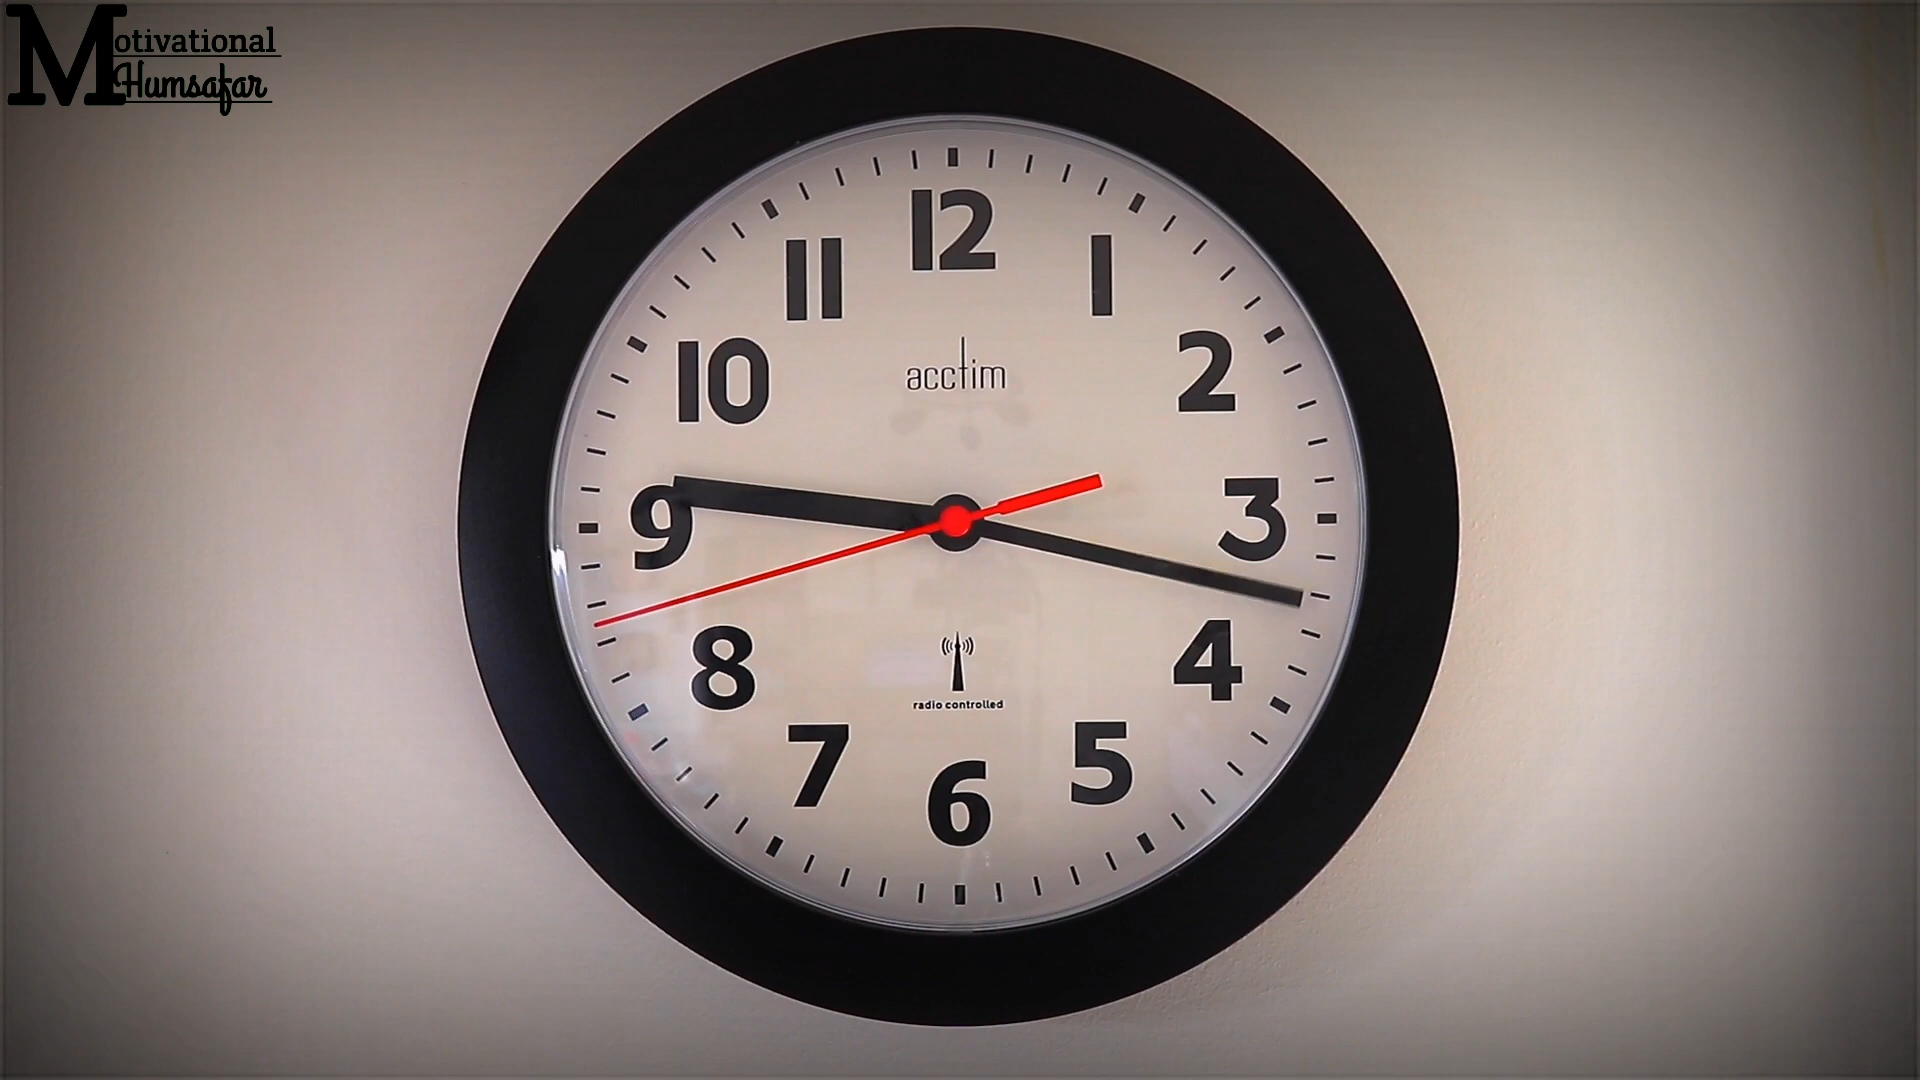 Motivational
Humsafar
12
11 1
10 2
acctim
9 3
8 4
radio controlled
7 5
6